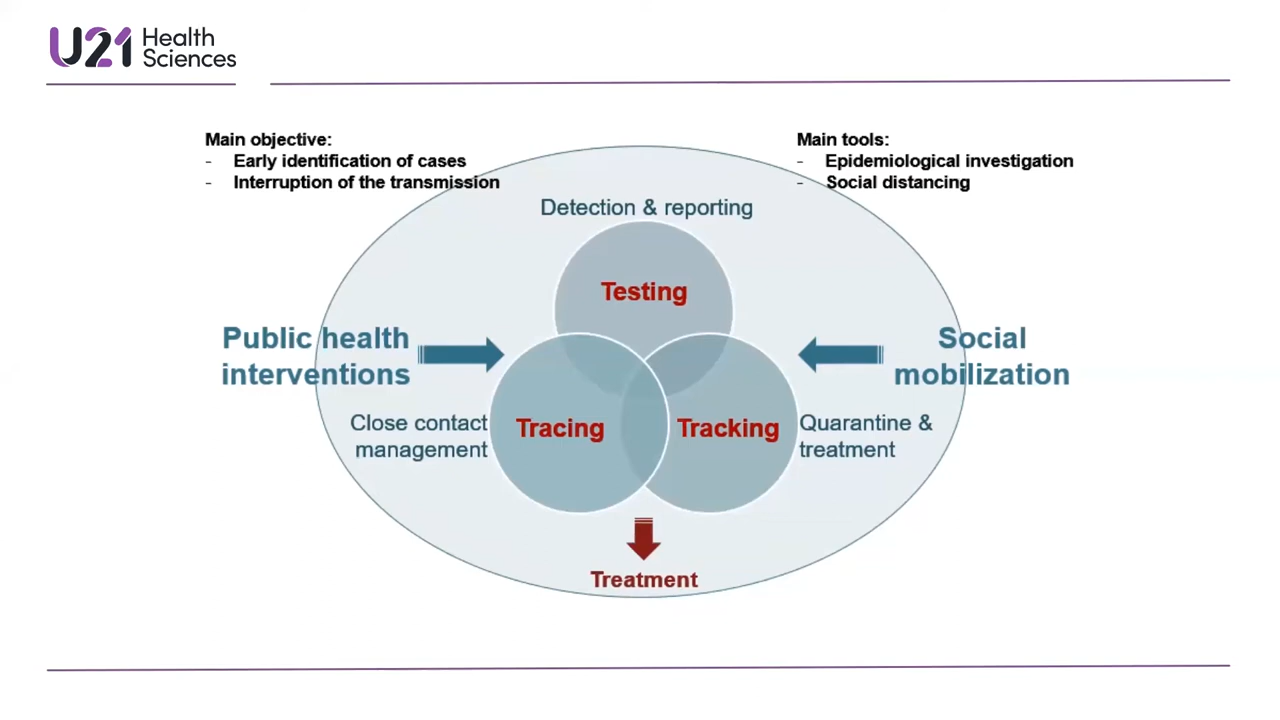 U21 Health
Sciences
Main objective:
- Early identification of cases
- Interruption of the transmission
Main tools:
- Epidemiological investigation
- Social distancing
Detection & reporting
Testing
Public health
interventions
Social
mobilization
Close contact
management
Tracing
Tracking
Quarantine &
treatment
Treatment